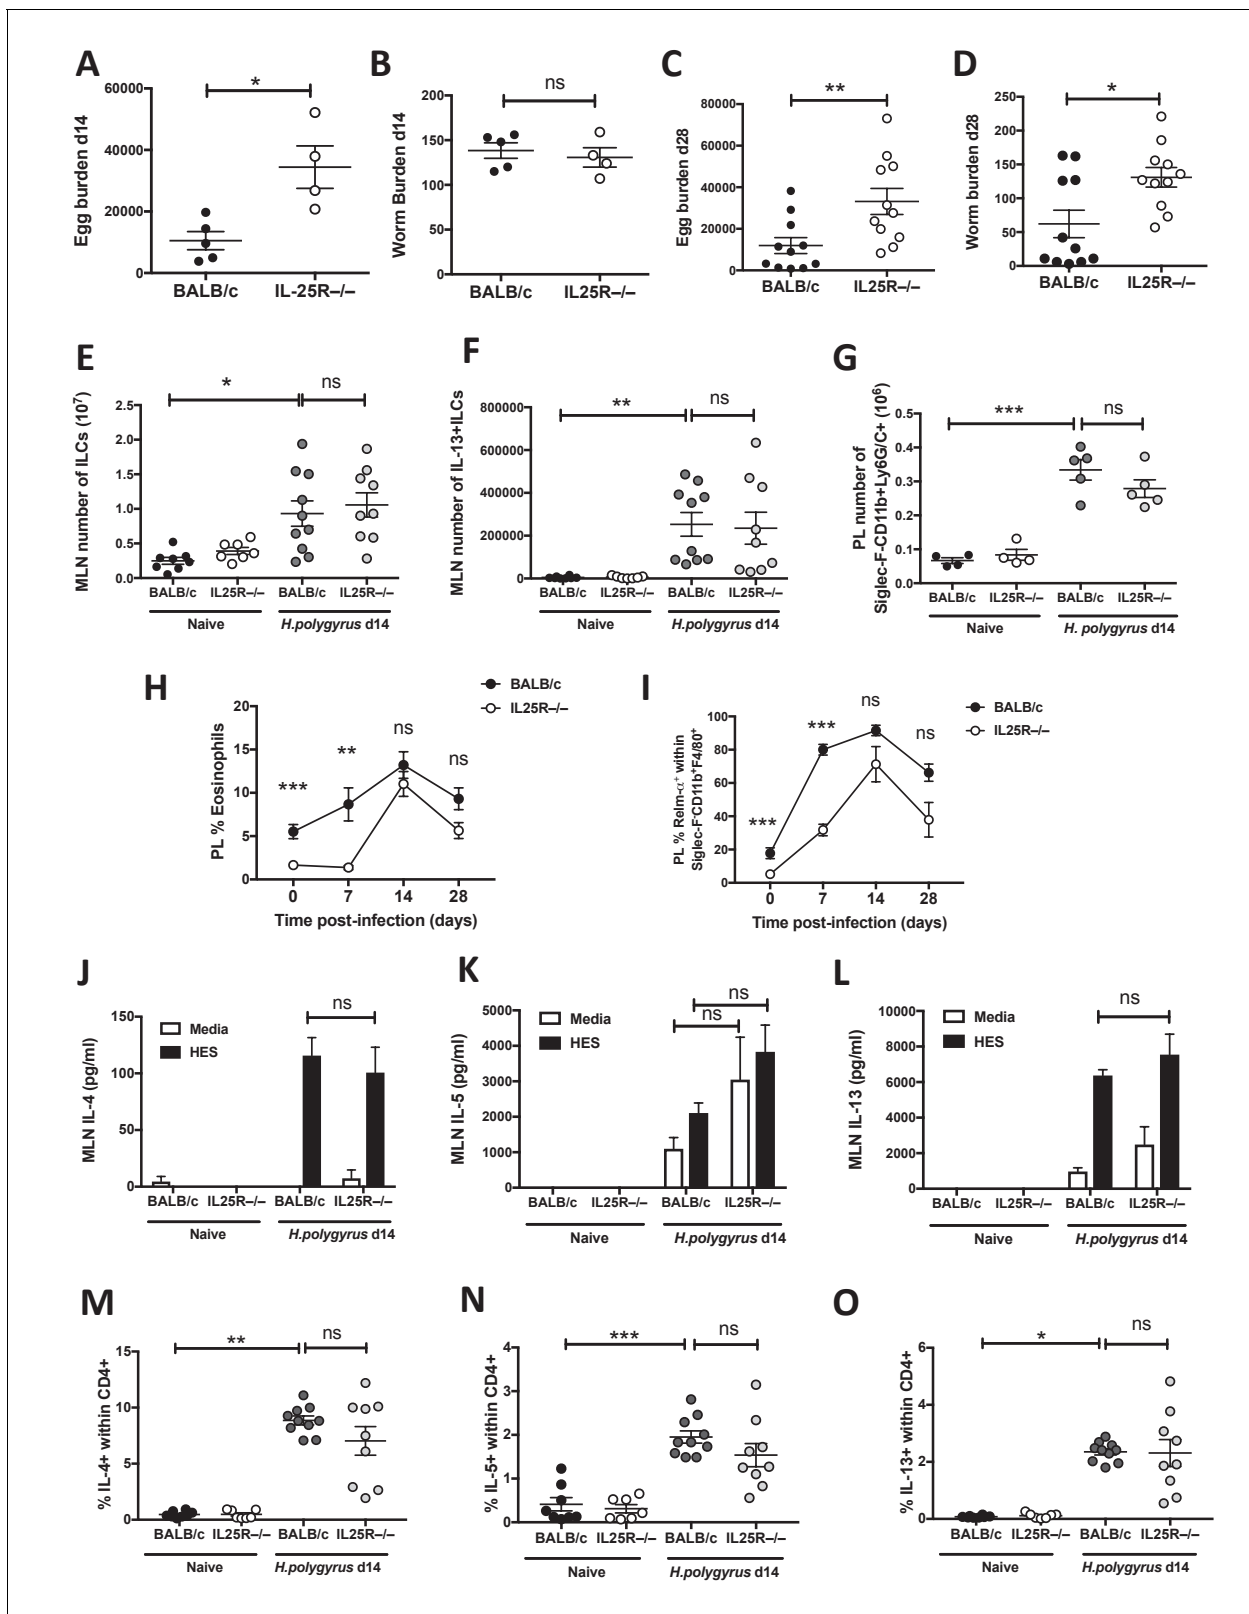 A
Egg burden d14
*
60000
40000
20000
0
BALB/c IL-25R–/–
B
Worm Burden d14
ns
200
150
100
50
0
BALB/c IL25R–/–
C
Egg burden d28
**
80000
60000
40000
20000
0
BALB/c IL25R–/–
D
Worm burden d28
*
250
200
150
100
50
0
BALB/c IL25R–/–
E
MLN number of ILCs (10⁷)
* ns
2.5
2.0
1.5
1.0
0.5
0.0
BALB/c IL25R–/– BALB/c IL25R–/–
Naive H.polygyrus d14
F
MLN number of IL-13+ILCs
** ns
800000
600000
400000
200000
0
BALB/c IL25R–/– BALB/c IL25R–/–
Naive H.polygyrus d14
G
PL number of
Siglec-F-CD11b+Ly6G/C+ (10⁶)
*** ns
0.5
0.4
0.3
0.2
0.1
0.0
BALB/c IL25R–/– BALB/c IL25R–/–
Naive H. polygyrus d14
H
BALB/c
IL25R–/–
PL % Eosinophils
20
15
10
5
0
*** ** ns ns
0 7 14 28
Time post-infection (days)
I
BALB/c
IL25R–/–
PL % Relm-α⁺ within
Siglec-F⁻CD11b⁺F4/80⁺
100
80
60
40
20
0
*** *** ns ns
0 7 14 28
Time post-infection (days)
J
MLN IL-4 (pg/ml)
Media
HES
ns
150
100
50
0
BALB/c IL25R–/– BALB/c IL25R–/–
Naive H.polygyrus d14
K
MLN IL-5 (pg/ml)
Media
HES
ns
ns
5000
4000
3000
2000
1000
0
BALB/c IL25R–/– BALB/c IL25R–/–
Naive H.polygyrus d14
L
MLN IL-13 (pg/ml)
Media
HES
ns
10000
8000
6000
4000
2000
0
BALB/c IL25R–/– BALB/c IL25R–/–
Naive H.polygyrus d14
M
% IL-4+ within CD4+
** ns
15
10
5
0
BALB/c IL25R–/– BALB/c IL25R–/–
Naive H.polygyrus d14
N
% IL-5+ within CD4+
*** ns
4
3
2
1
0
BALB/c IL25R–/– BALB/c IL25R–/–
Naive H.polygyrus d14
O
% IL-13+ within CD4+
* ns
6
4
2
0
BALB/c IL25R–/– BALB/c IL25R–/–
Naive H.polygyrus d14